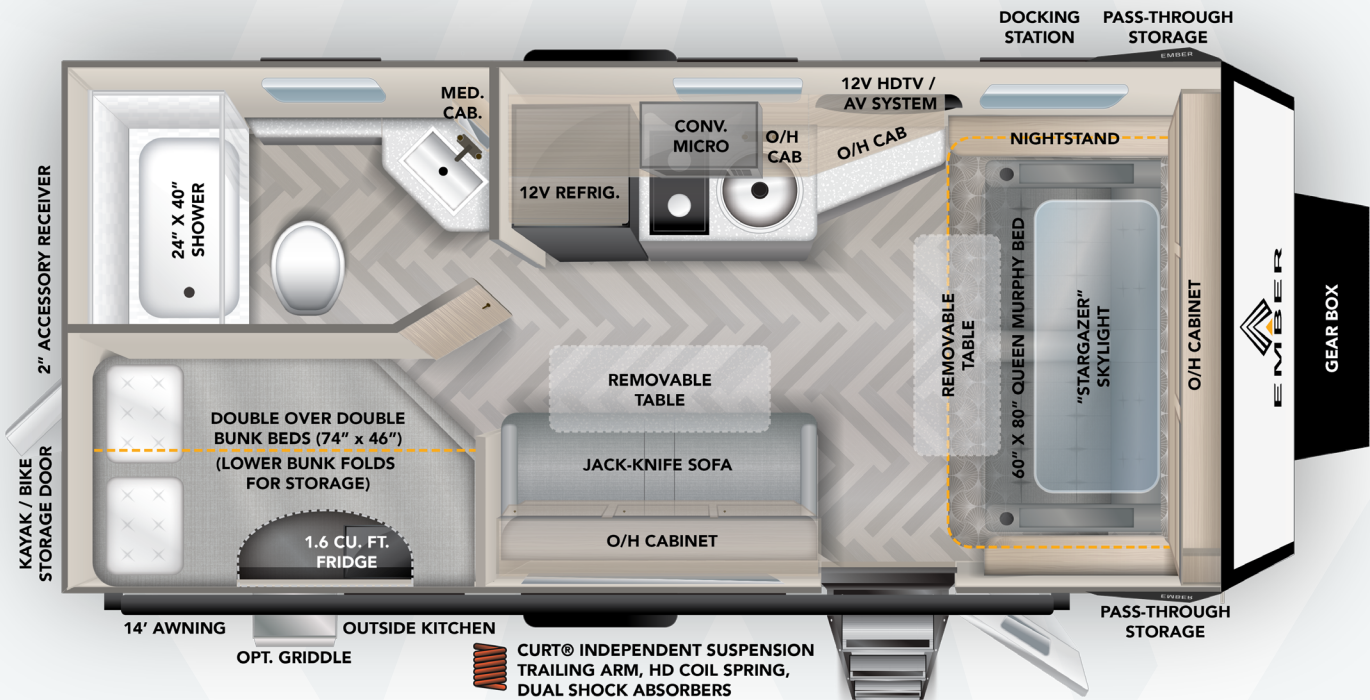 DOCKING
STATION
PASS-THROUGH
STORAGE
EMBER
MED.
CAB.
12V HDTV /
AV SYSTEM
CONV.
MICRO
O/H
CAB
O/H CAB
NIGHTSTAND
12V REFRIG.
24” X 40”
SHOWER
2” ACCESSORY RECEIVER
REMOVABLE
TABLE
60” X 80” QUEEN MURPHY BED
“STARGAZER”
SKYLIGHT
O/H CABINET
EMBER
GEAR BOX
REMOVABLE
TABLE
DOUBLE OVER DOUBLE
BUNK BEDS (74” x 46”)
(LOWER BUNK FOLDS
FOR STORAGE)
JACK-KNIFE SOFA
KAYAK / BIKE
STORAGE DOOR
1.6 CU. FT.
FRIDGE
O/H CABINET
EMBER
PASS-THROUGH
STORAGE
14’ AWNING
OUTSIDE KITCHEN
OPT. GRIDDLE
CURT® INDEPENDENT SUSPENSION
TRAILING ARM, HD COIL SPRING,
DUAL SHOCK ABSORBERS